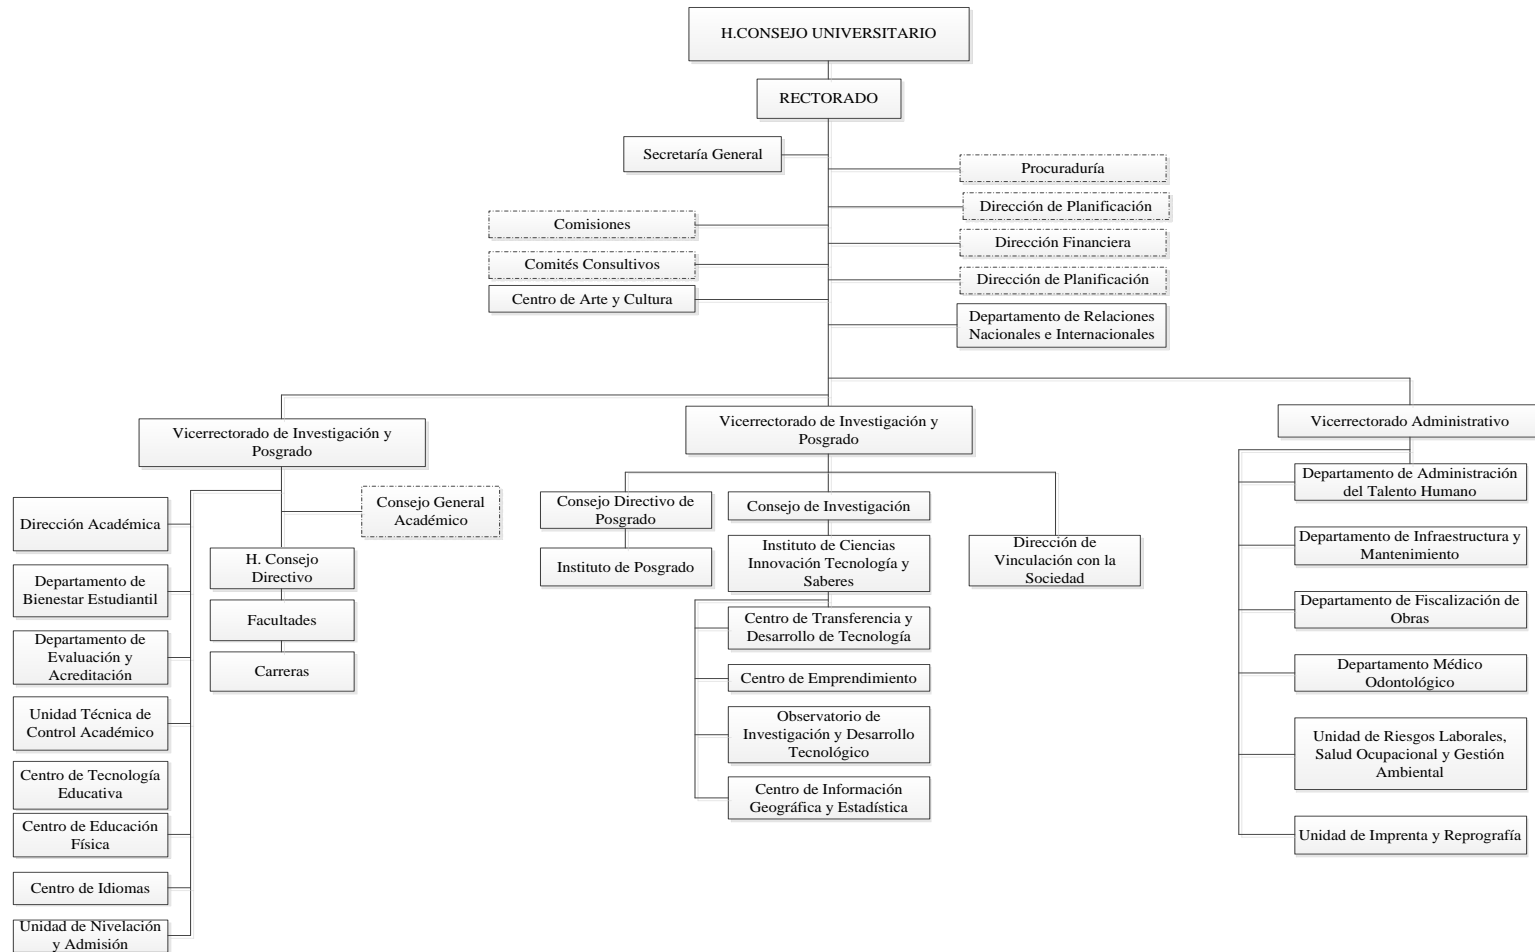 H.CONSEJO UNIVERSITARIO
RECTORADO
Secretaría General
Procuraduría
Dirección de Planificación
Comisiones
Dirección Financiera
Comités Consultivos
Dirección de Planificación
Centro de Arte y Cultura
Departamento de Relaciones
Nacionales e Internacionales
Vicerrectorado de Investigación y
Posgrado
Consejo General
Académico
Dirección Académica
Departamento de
Bienestar Estudiantil
Departamento de
Evaluación y
Acreditación
Unidad Técnica de
Control Académico
Centro de Tecnología
Educativa
Centro de Educación
Física
Centro de Idiomas
Unidad de Nivelación
y Admisión
H. Consejo
Directivo
Facultades
Carreras
Vicerrectorado de Investigación y
Posgrado
Consejo Directivo de
Posgrado
Instituto de Posgrado
Consejo de Investigación
Instituto de Ciencias
Innovación Tecnología y
Saberes
Centro de Transferencia y
Desarrollo de Tecnología
Centro de Emprendimiento
Observatorio de
Investigación y Desarrollo
Tecnológico
Centro de Información
Geográfica y Estadística
Dirección de
Vinculación con la
Sociedad
Vicerrectorado Administrativo
Departamento de Administración
del Talento Humano
Departamento de Infraestructura y
Mantenimiento
Departamento de Fiscalización de
Obras
Departamento Médico
Odontológico
Unidad de Riesgos Laborales,
Salud Ocupacional y Gestión
Ambiental
Unidad de Imprenta y Reprografía